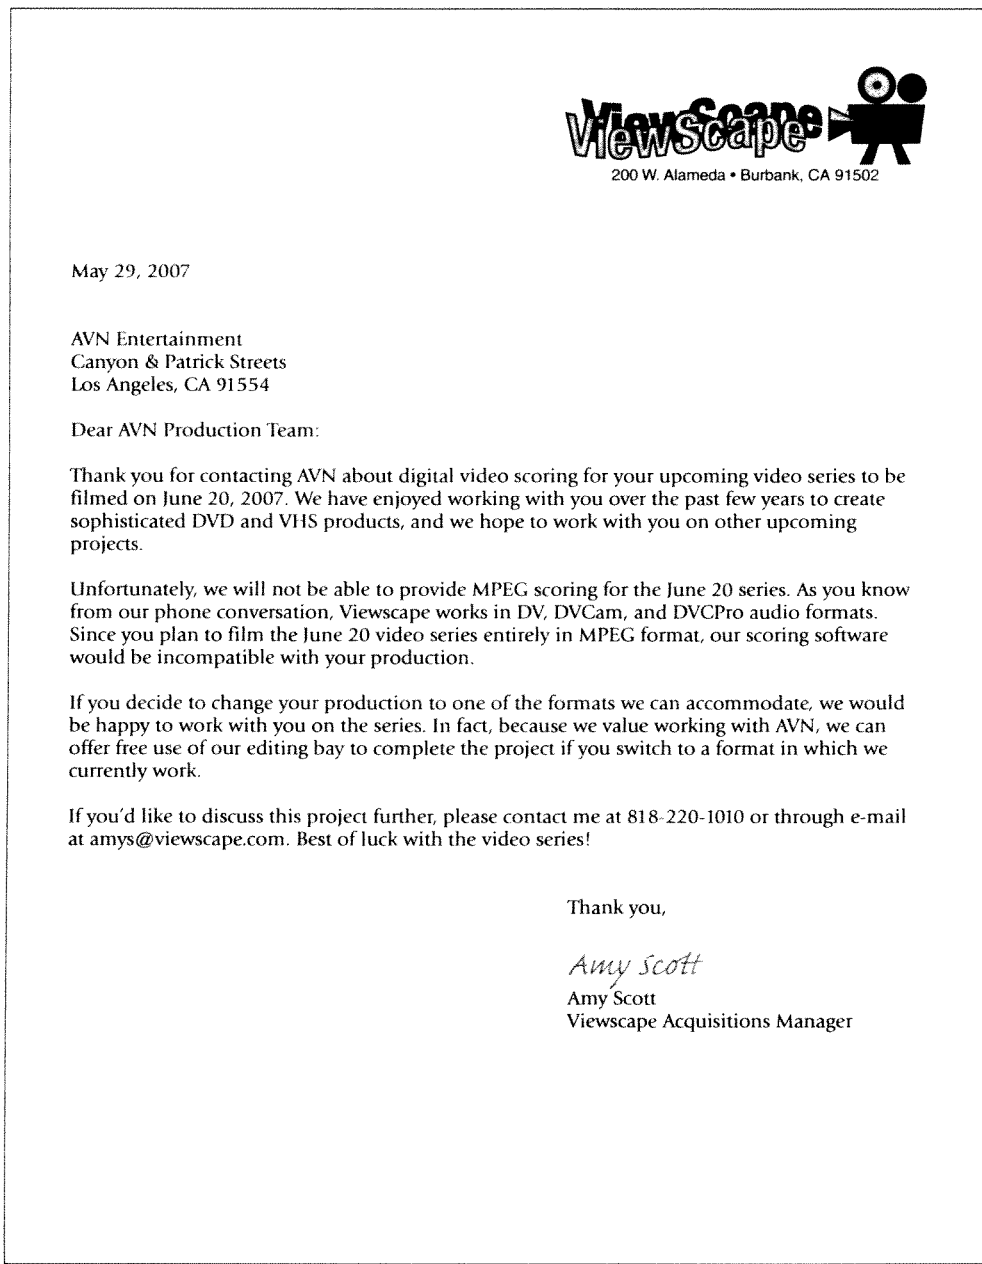 ViewScape
200 W. Alameda • Burbank, CA 91502
May 29, 2007
AVN Entertainment
Canyon & Patrick Streets
Los Angeles, CA 91554
Dear AVN Production Team:
Thank you for contacting AVN about digital video scoring for your upcoming video series to be
filmed on June 20, 2007. We have enjoyed working with you over the past few years to create
sophisticated DVD and VHS products, and we hope to work with you on other upcoming
projects.
Unfortunately, we will not be able to provide MPEG scoring for the June 20 series. As you know
from our phone conversation, Viewscape works in DV, DVCam, and DVCPro audio formats.
Since you plan to film the June 20 video series entirely in MPEG format, our scoring software
would be incompatible with your production.
If you decide to change your production to one of the formats we can accommodate, we would
be happy to work with you on the series. In fact, because we value working with AVN, we can
offer free use of our editing bay to complete the project if you switch to a format in which we
currently work.
If you'd like to discuss this project further, please contact me at 818-220-1010 or through e-mail
at amys@viewscape.com. Best of luck with the video series!
Thank you,
Amy Scott
Amy Scott
Viewscape Acquisitions Manager